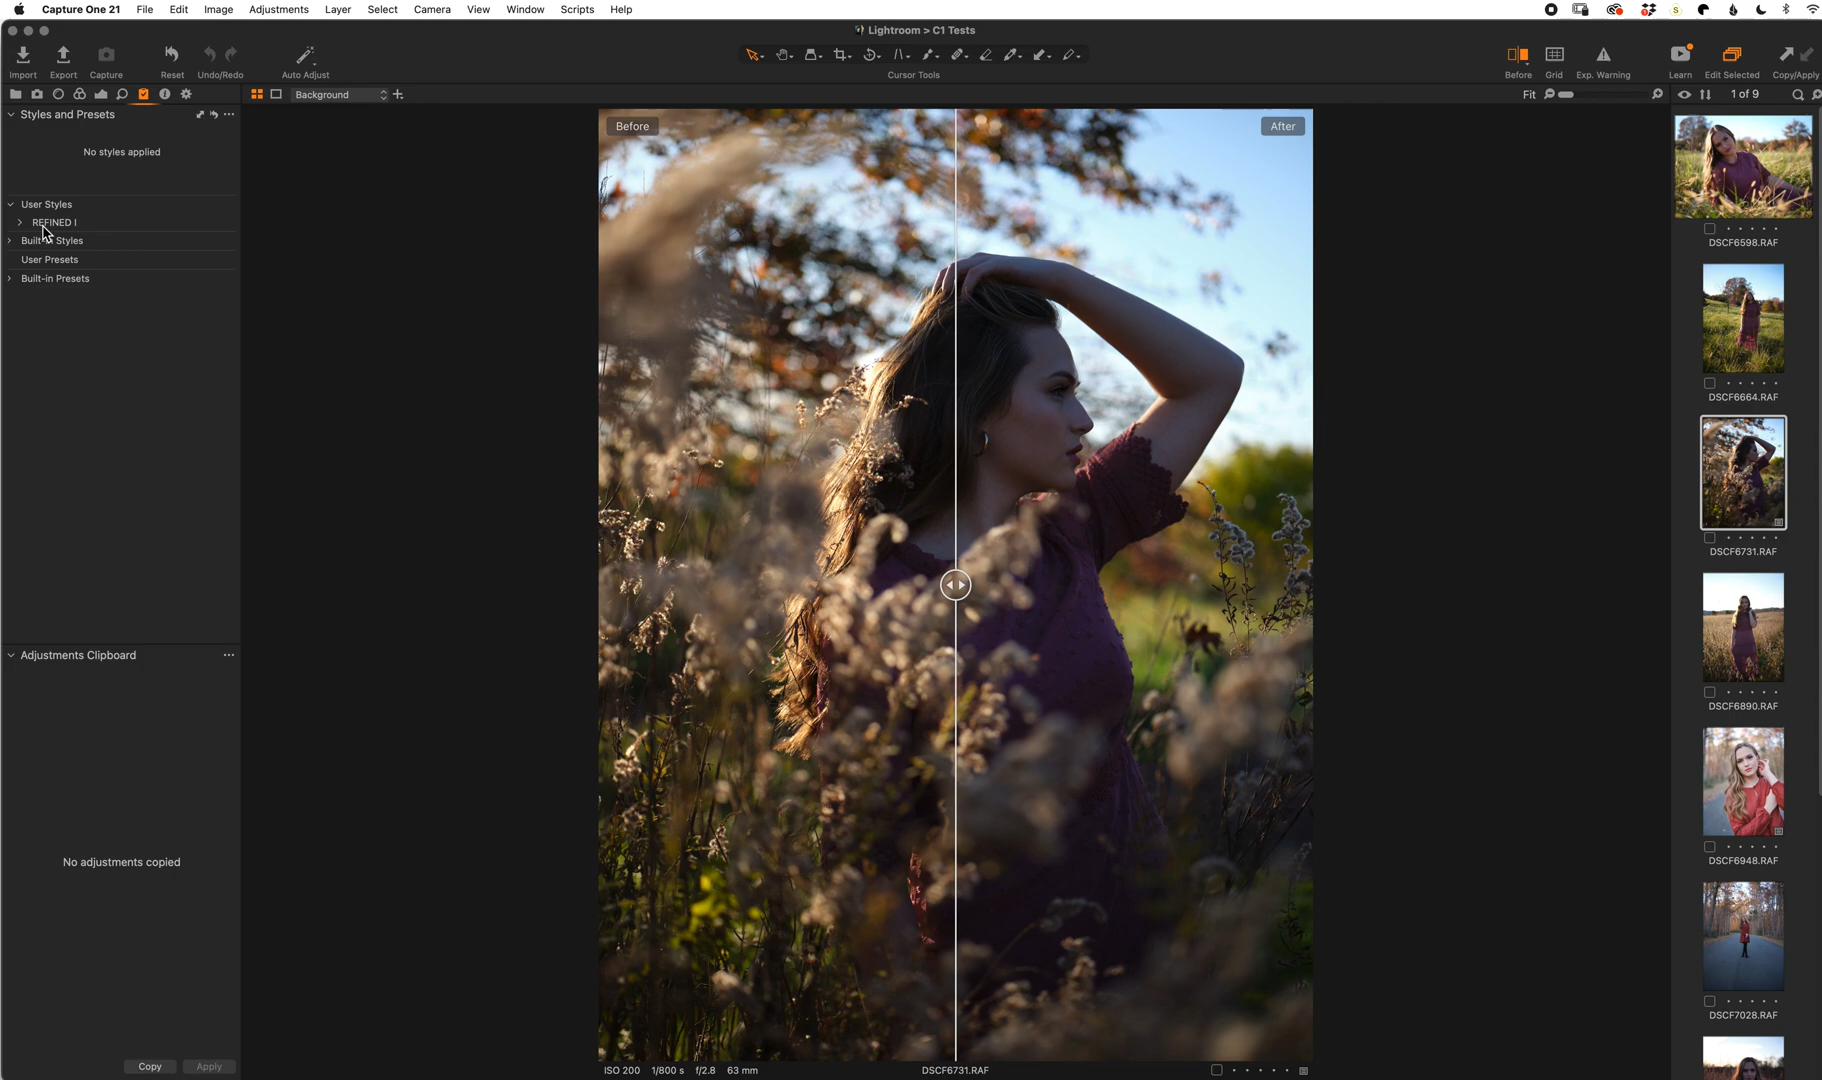 Capture One 21 File Edit Image Adjustments Layer Select Camera View Window Scripts Help
Lightroom > C1 Tests
Import Export Capture Reset Undo/Redo Auto Adjust Cursor Tools Before Grid Exp. Warning Learn Edit Selected Copy/Apply
Background Fit 1 of 9
Styles and Presets
No styles applied
User Styles
REFINED I
Built-in Styles
User Presets
Built-in Presets
Before
After
DSCF6598.RAF
DSCF6664.RAF
DSCF6731.RAF
DSCF6890.RAF
DSCF6948.RAF
DSCF7028.RAF
Adjustments Clipboard
No adjustments copied
Copy Apply
ISO 200 1/800 s f/2.8 63 mm DSCF6731.RAF